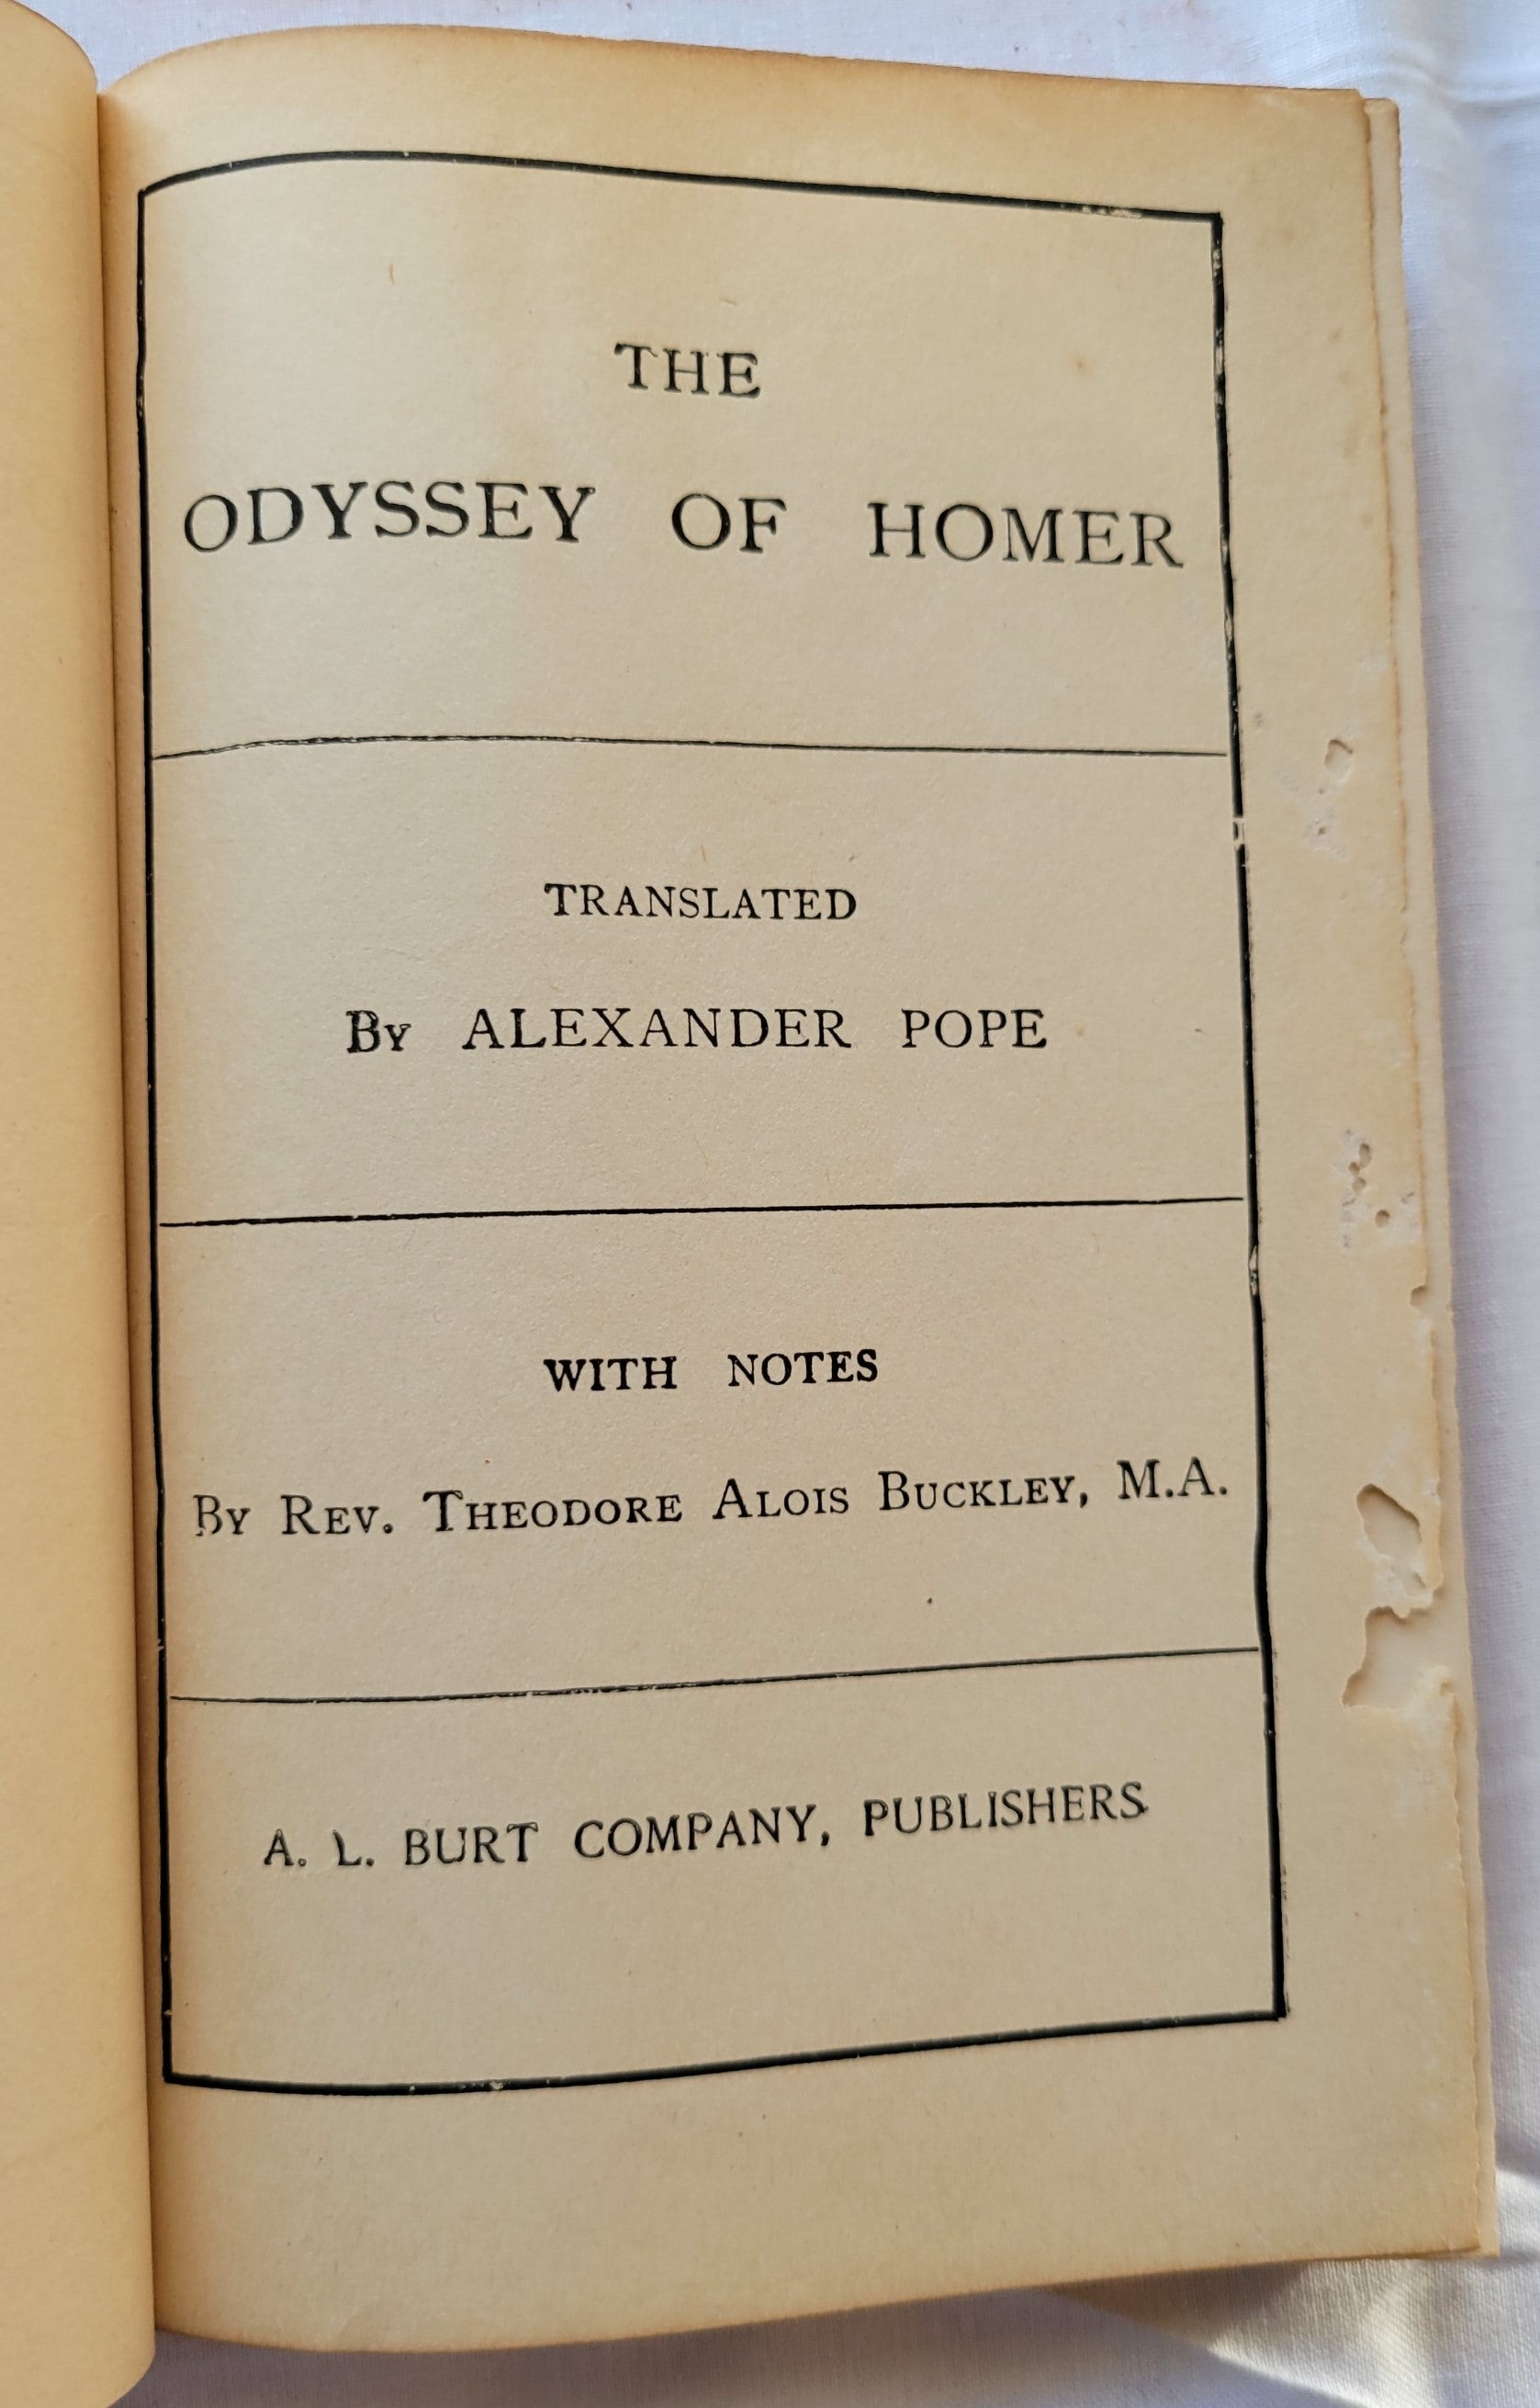 THE
ODYSSEY OF HOMER
TRANSLATED
By ALEXANDER POPE
WITH NOTES
By Rev. Theodore Alois Buckley, M.A.
A. L. BURT COMPANY, PUBLISHERS